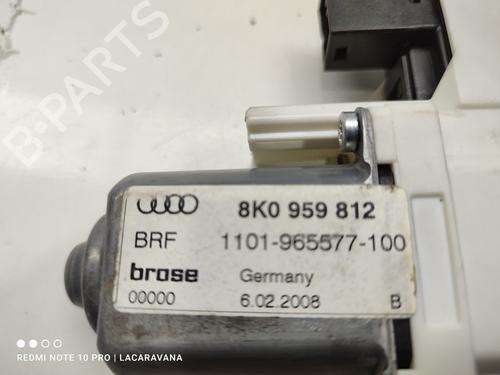 B-PARTS
8K0 959 812
BRF 1101-965577-100
brose Germany
00000 6.02.2008 B
REDMI NOTE 10 PRO | LACARAVANA